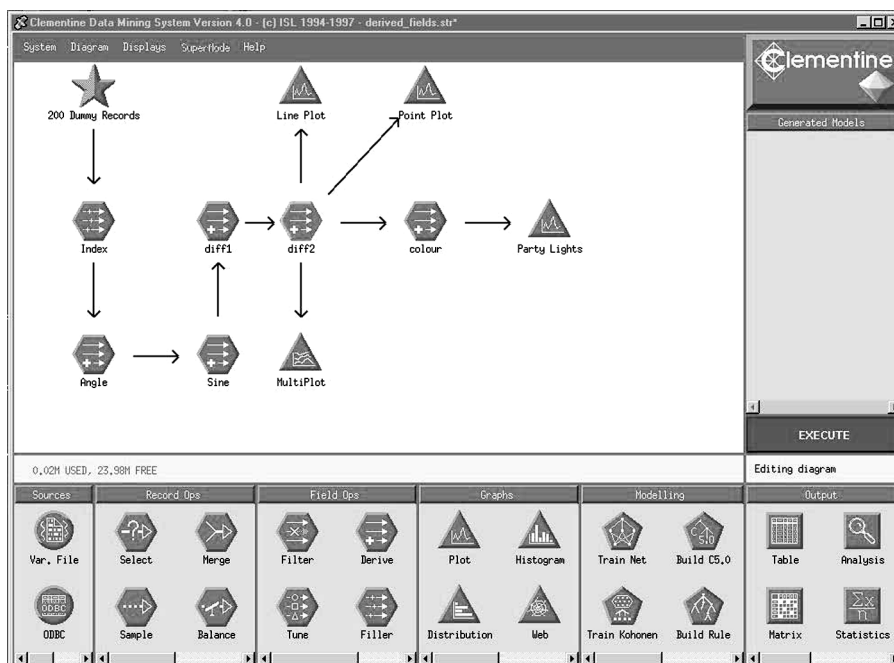 Clementine Data Mining System Version 4.0 - (c) ISL 1994-1997 - derived_fields.str*
System Diagram Displays SuperNode Help
Clementine
200 Dummy Records
Line Plot
Point Plot
Generated Models
Index
diff1
diff2
colour
Party Lights
Angle
Sine
MultiPlot
EXECUTE
0.02M USED, 23.98M FREE
Editing diagram
Sources
Record Ops
Field Ops
Graphs
Modelling
Output
Var. File
Select
Merge
Filter
Derive
Plot
Histogram
Train Net
C 5.0
Build C5.0
Table
Analysis
ODBC
ODBC
Sample
Balance
Tune
Filler
Distribution
Web
Train Kohonen
Build Rule
Matrix
Σx
n
Statistics